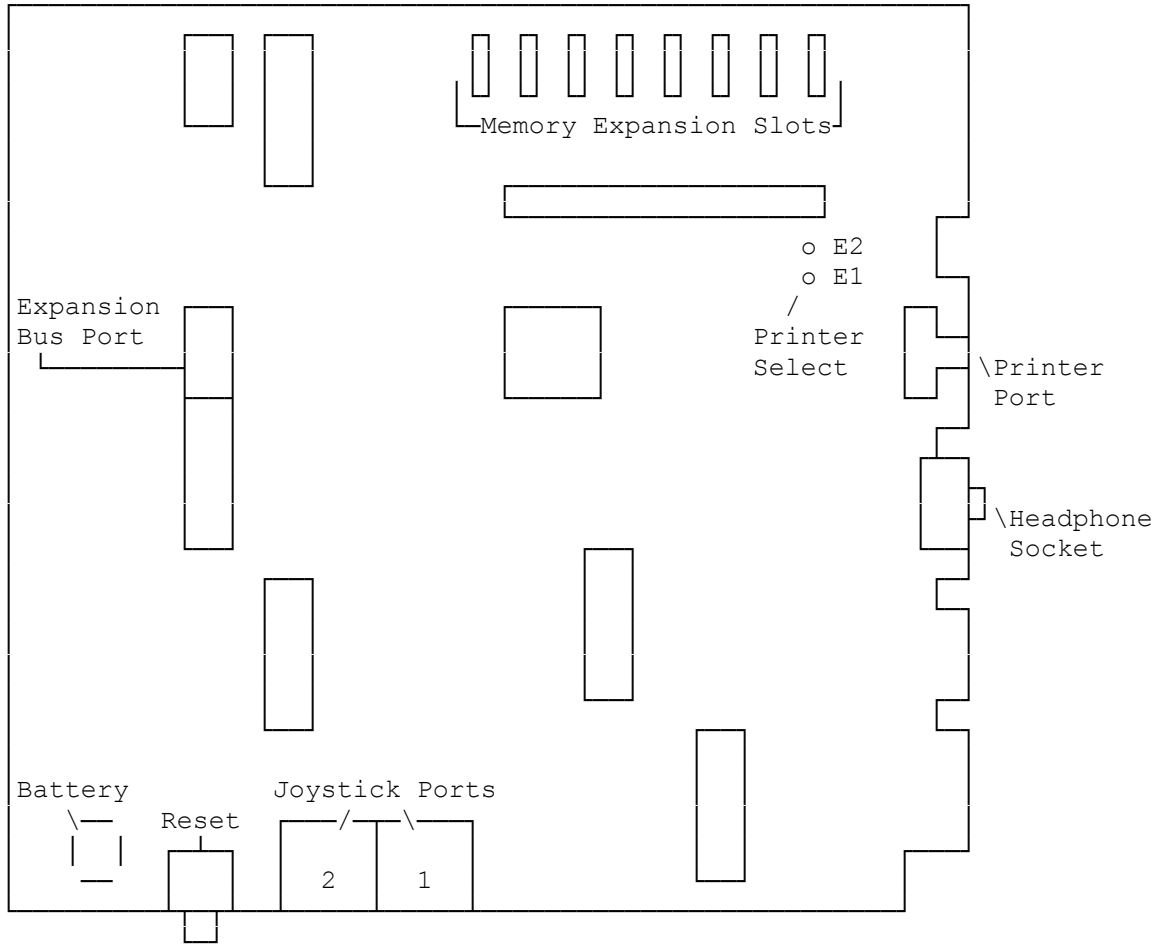 Memory Expansion Slots
E2
E1
Expansion
Bus Port
Printer
Select
Printer
Port
Headphone
Socket
Battery
Joystick Ports
Reset
2
1